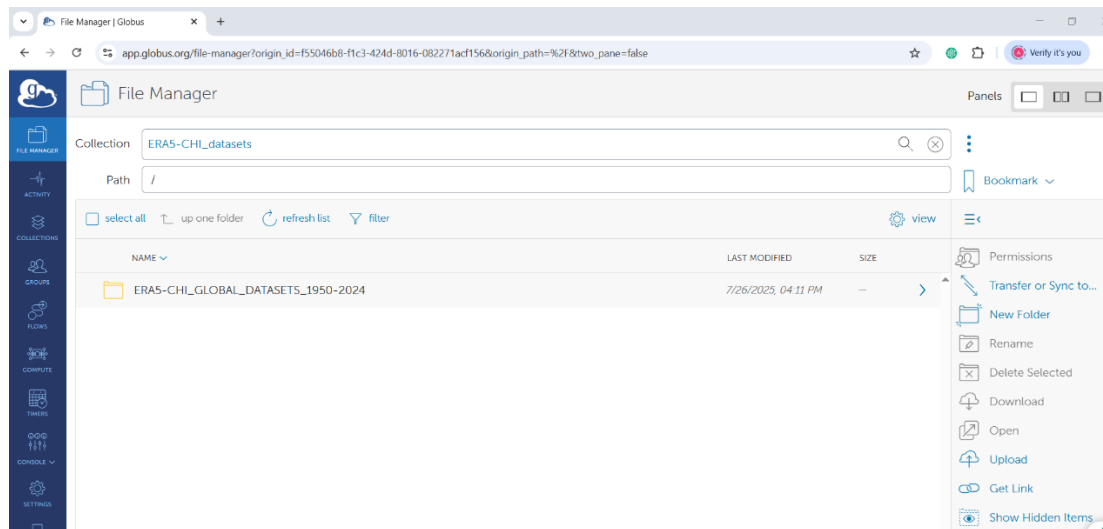 File Manager | Globus
app.globus.org/file-manager?origin_id=f55046b8-f1c3-424d-8016-082271acf156&origin_path=%2F&two_pane=false
Verify it's you
File Manager
Panels
FILE MANAGER
Collection ERA5-CHI_datasets
Path /
Bookmark
ACTIVITY
select all up one folder refresh list filter view
COLLECTIONS
NAME LAST MODIFIED SIZE
GROUPS
ERA5-CHI_GLOBAL_DATASETS_1950-2024 7/26/2025, 04:11 PM —
FLOWS
COMPUTE
TIMERS
CONSOLE
SETTINGS
Permissions
Transfer or Sync to...
New Folder
Rename
Delete Selected
Download
Open
Upload
Get Link
Show Hidden Items